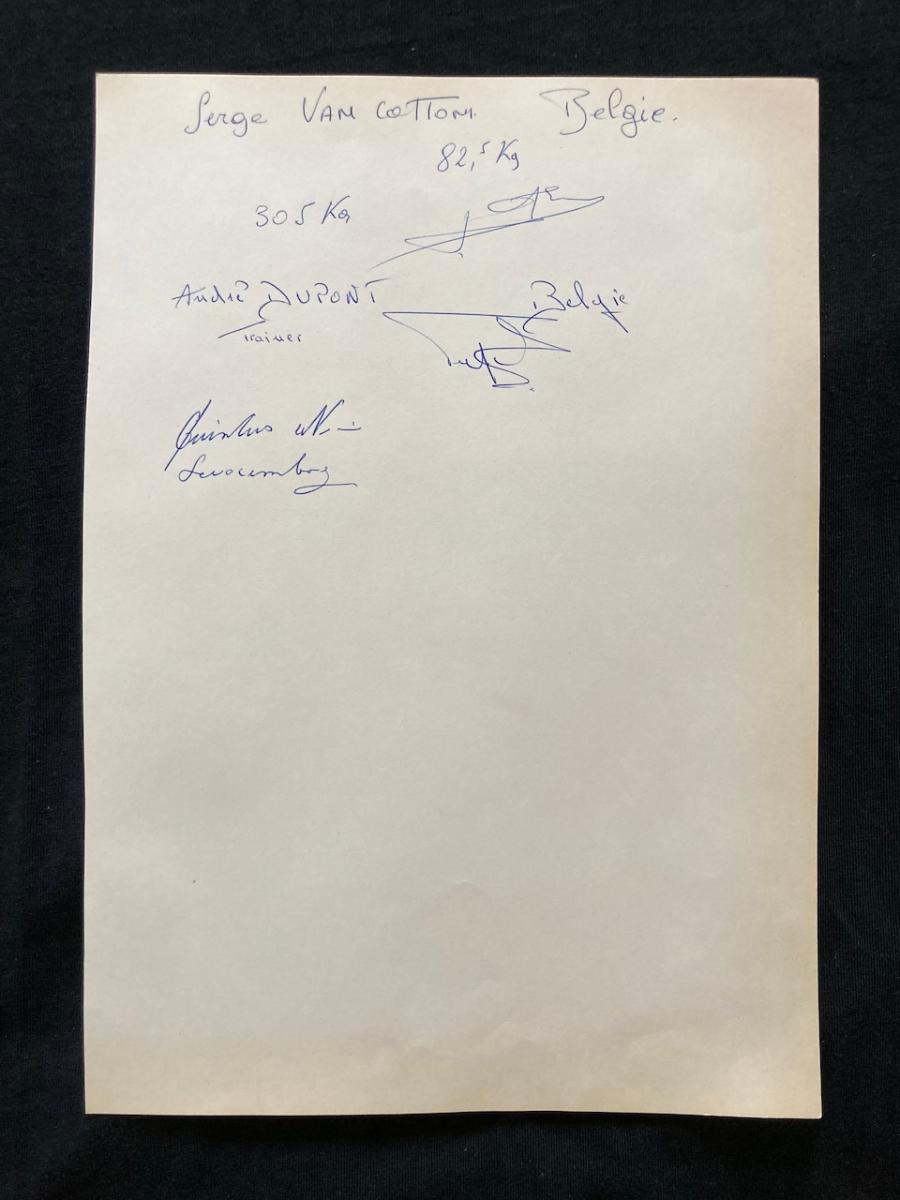 Serge VAN COTTOM. Belgie.
82,5 Kg
305 Kg
André DUPONT Belgie
Trainer
Luxembourg